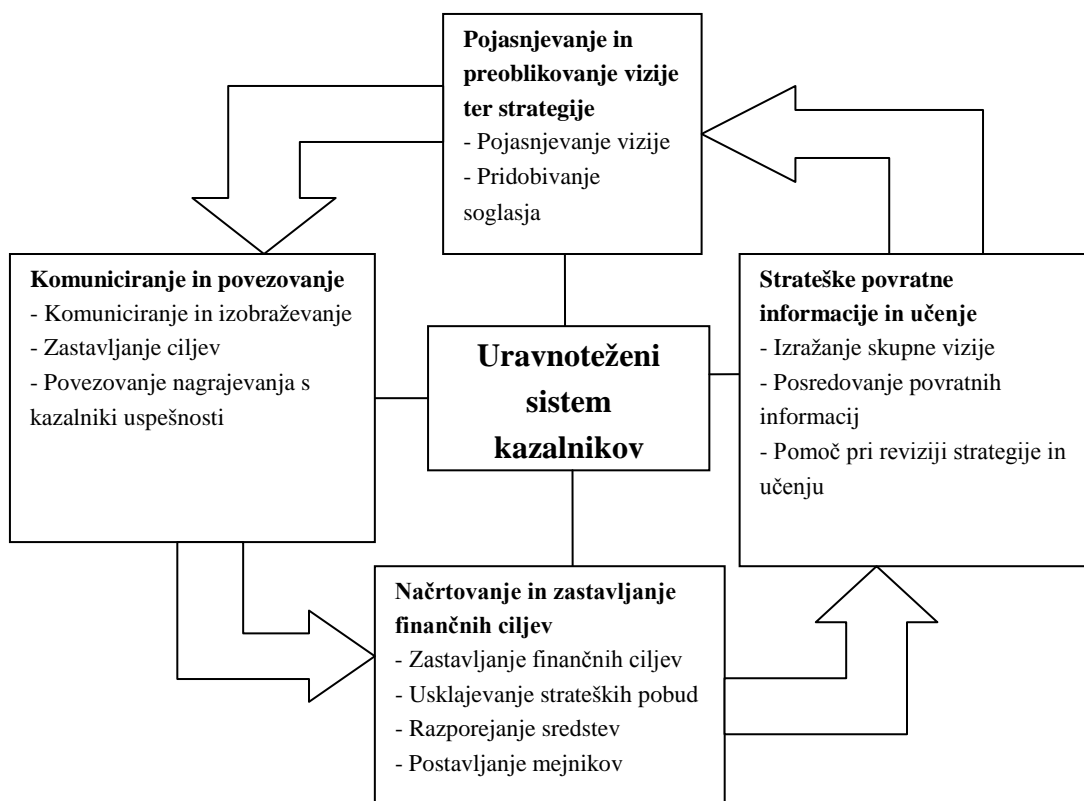 Pojasnjevanje in
preoblikovanje vizije
ter strategije
- Pojasnjevanje vizije
- Pridobivanje
soglasja
Komuniciranje in povezovanje
- Komuniciranje in izobraževanje
- Zastavljanje ciljev
- Povezovanje nagrajevanja s
kazalniki uspešnosti
Uravnoteženi
sistem
kazalnikov
Strateške povratne
informacije in učenje
- Izražanje skupne vizije
- Posredovanje povratnih
informacij
- Pomoč pri reviziji strategije in
učenju
Načrtovanje in zastavljanje
finančnih ciljev
- Zastavljanje finančnih ciljev
- Usklajevanje strateških pobud
- Razporejanje sredstev
- Postavljanje mejnikov